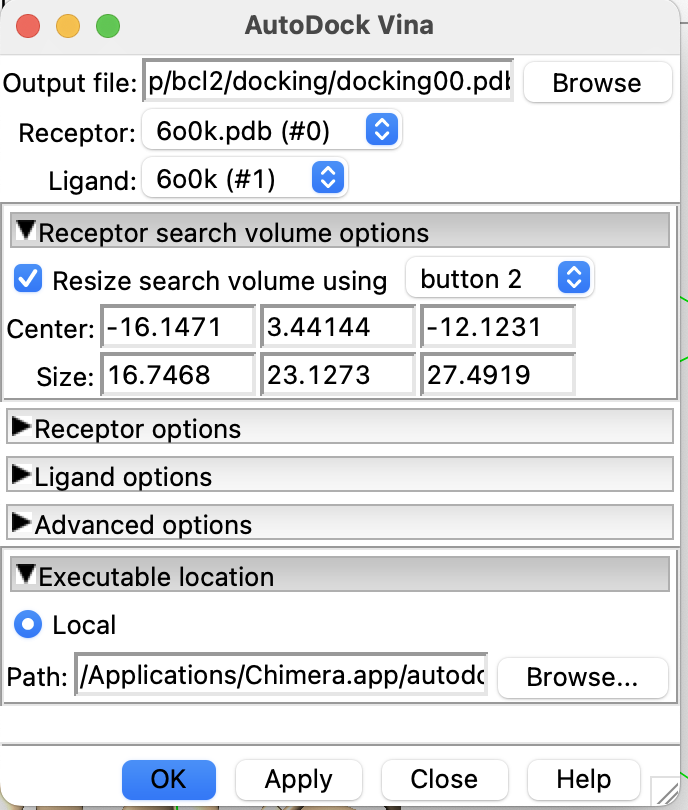 AutoDock Vina
Output file: p/bcl2/docking/docking00.pdb Browse
Receptor: 6o0k.pdb (#0)
Ligand: 6o0k (#1)
Receptor search volume options
Resize search volume using button 2
Center: -16.1471 3.44144 -12.1231
Size: 16.7468 23.1273 27.4919
Receptor options
Ligand options
Advanced options
Executable location
Local
Path: /Applications/Chimera.app/autodo Browse...
OK Apply Close Help